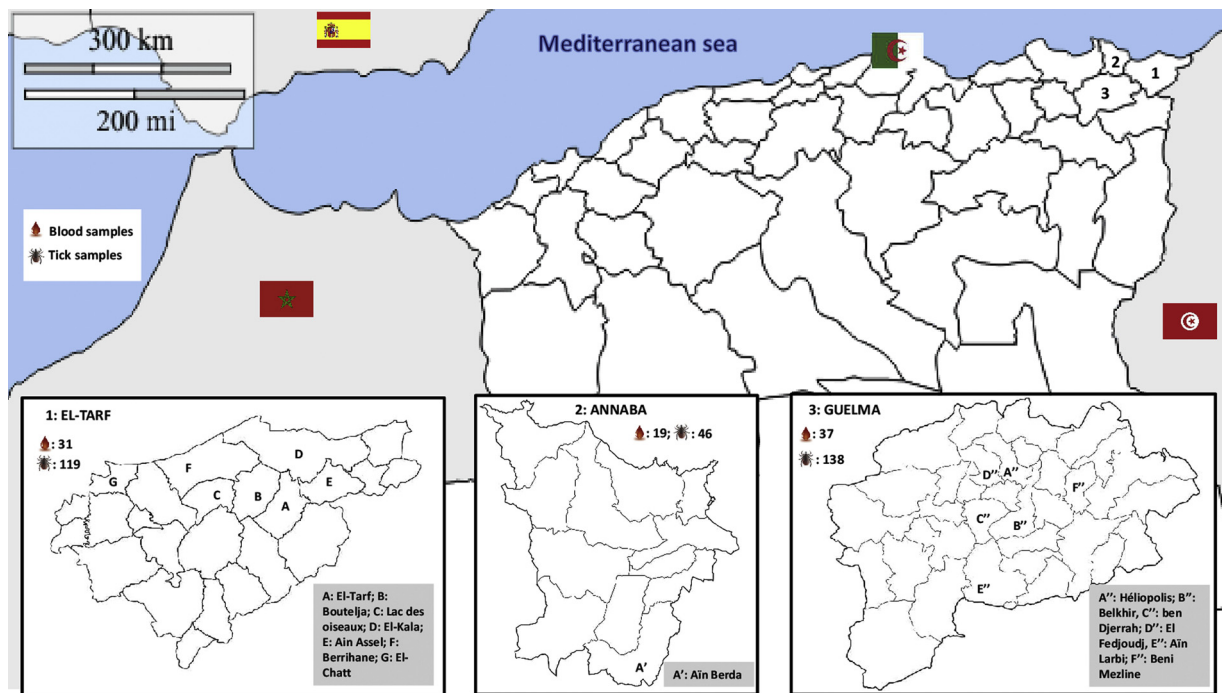 300 km
200 mi
Mediterranean sea
2
1
3
Blood samples
Tick samples
1: EL-TARF
: 31
: 119
F
D
G
C
B
A
E
A: El-Tarf; B:
Boutelja; C: Lac des
oiseaux; D: El-Kala;
E: Ain Assel; F:
Berrihane; G: El-
Chatt
2: ANNABA
: 19; : 46
A’
A’: Aïn Berda
3: GUELMA
: 37
: 138
D’’ A’’
F’’
C’’
B’’
E’’
A’’: Héliopolis; B’’:
Belkhir, C’’: ben
Djerrah; D’’: El
Fedjoudj, E’’: Aïn
Larbi; F’’: Beni
Mezline